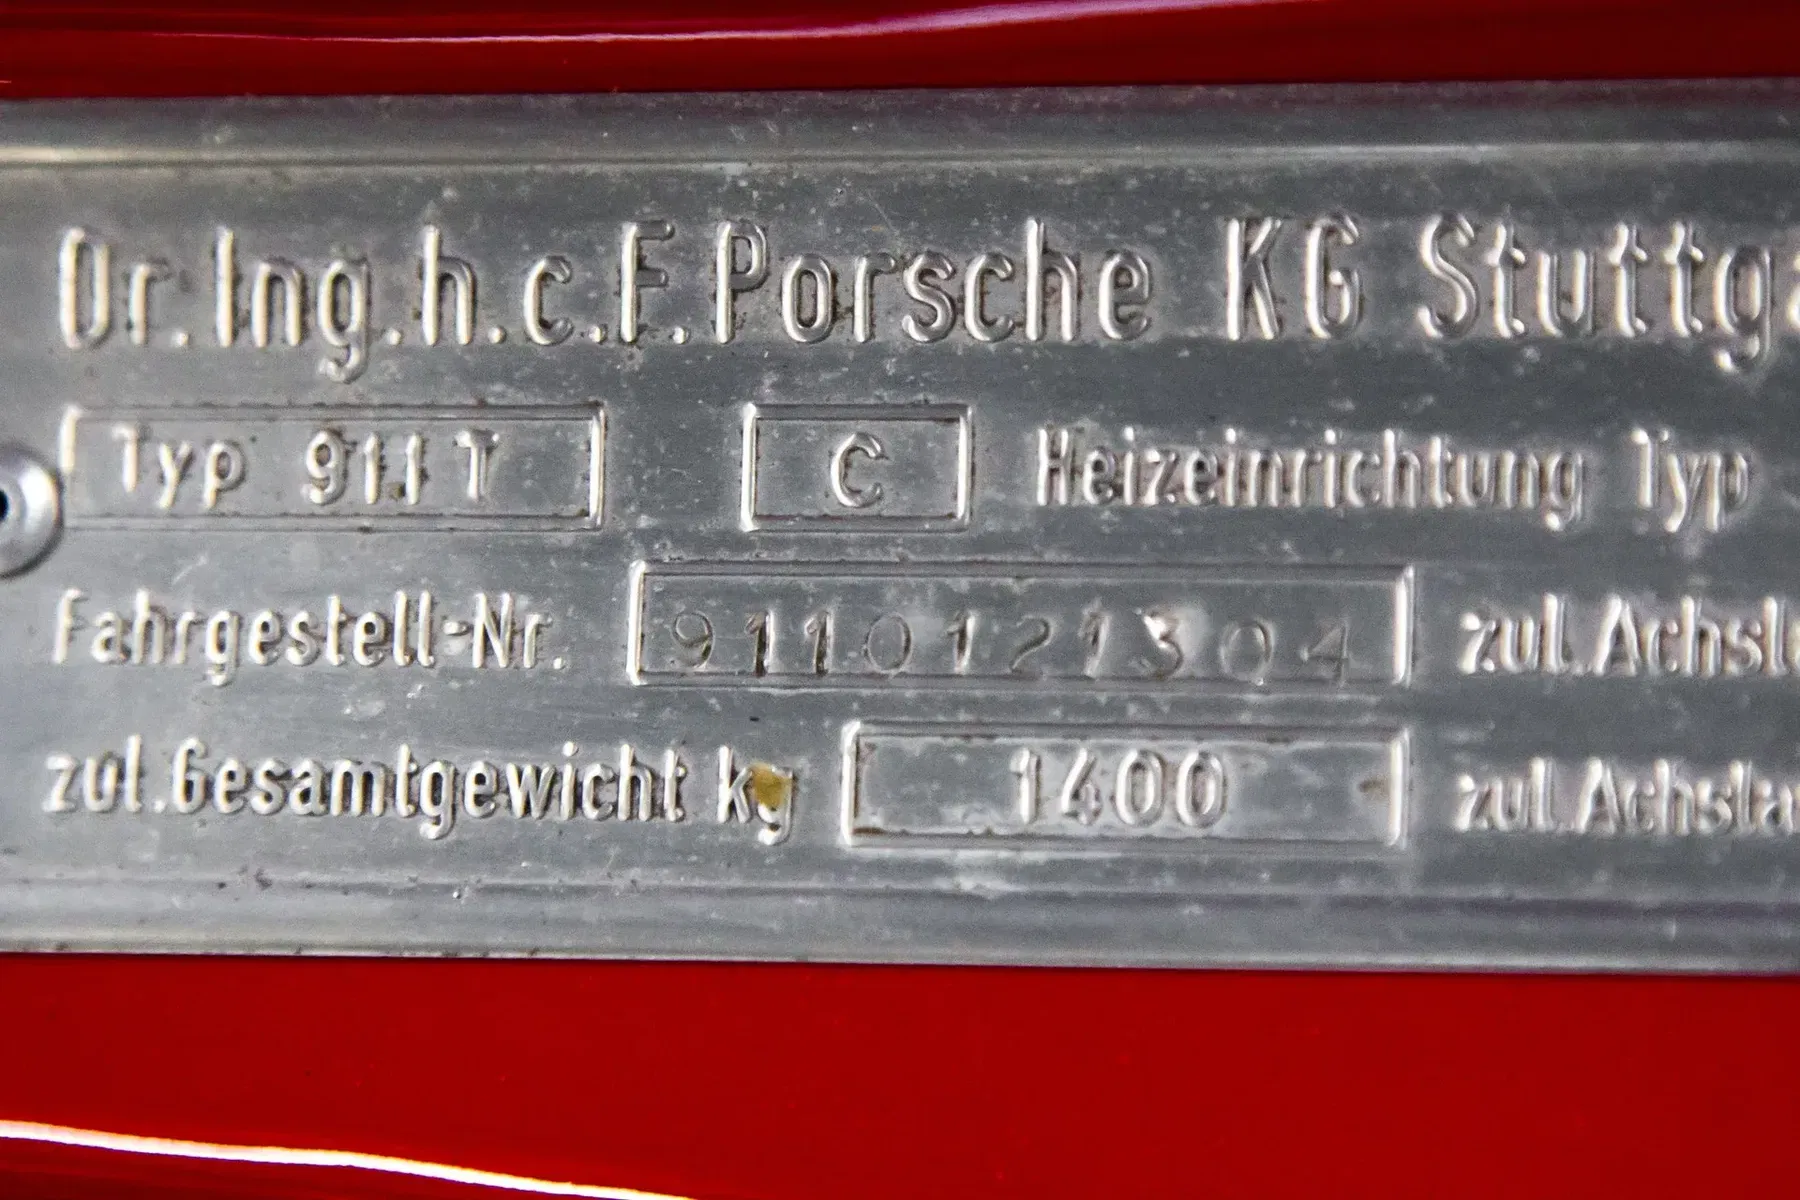 Dr. Ing.h.c.F.Porsche KG Stuttga
Typ 911 T C Heizeinrichtung Typ
Fahrgestell-Nr. 9110121304 zul.Achsla
zul.Gesamtgewicht kg 1400 zul.Achsla